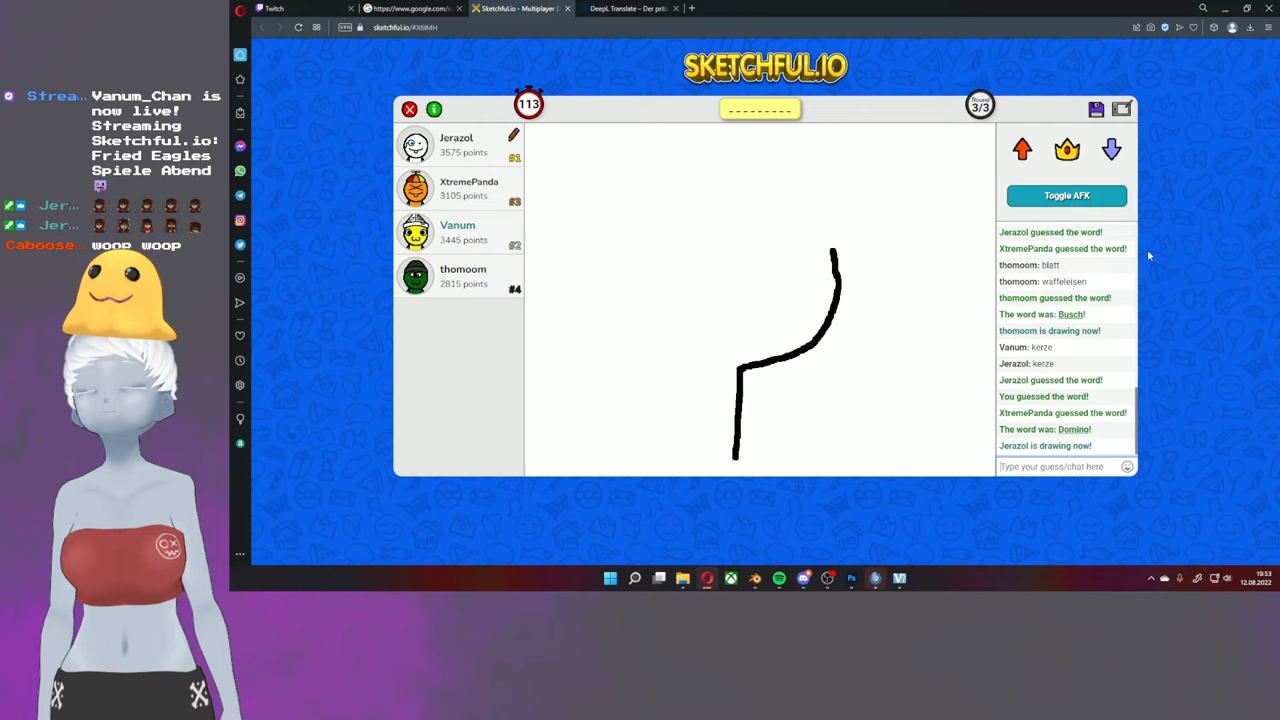 Twitch
https://www.google.com/
Sketchful.io - Multiplayer D
DeepL Translate – Der prä
VPN
sketchful.io/#X6IMH
SKETCHFUL.IO
Strea… Vanum_Chan is
now live!
Streaming
Sketchful.io:
Fried Eagles
Spiele Abend
Jer…
Jer…
Caboose… woop woop
113
_ _ _ _ _ _ _ _ _
Round
3/3
Jerazol
3575 points
#1
XtremePanda
3105 points
#3
Vanum
3445 points
#2
thomoom
2815 points
#4
Toggle AFK
Jerazol guessed the word!
XtremePanda guessed the word!
thomoom: blatt
thomoom: waffeleisen
thomoom guessed the word!
The word was: Busch!
thomoom is drawing now!
Vanum: kerze
Jerazol: kerze
Jerazol guessed the word!
You guessed the word!
XtremePanda guessed the word!
The word was: Domino!
Jerazol is drawing now!
Type your guess/chat here
19:53
12.08.2022